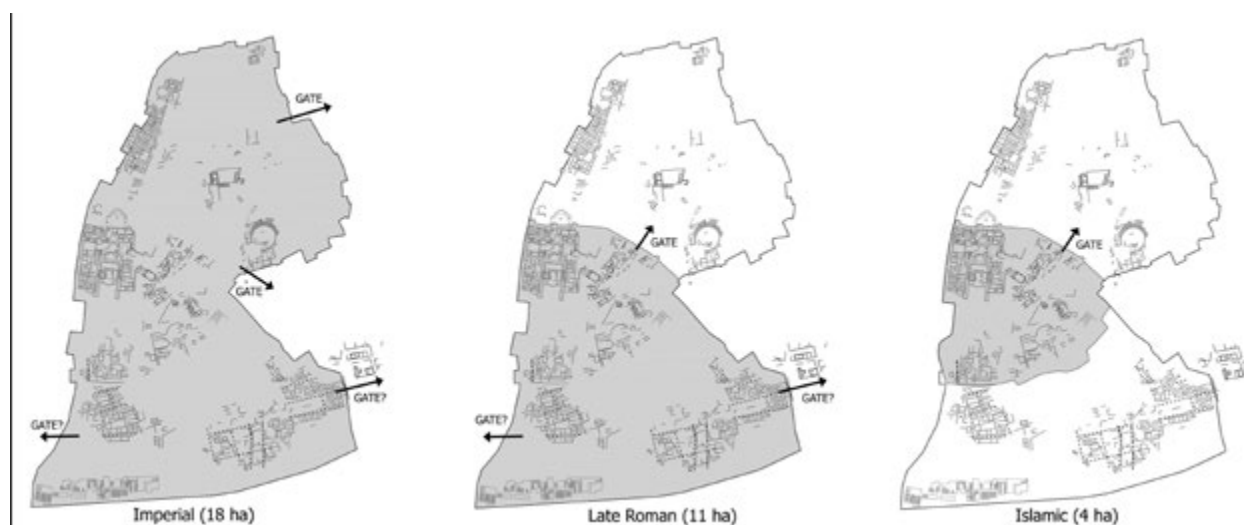 GATE
GATE
GATE?
GATE?
Imperial (18 ha)
GATE
GATE?
GATE?
Late Roman (11 ha)
GATE
Islamic (4 ha)